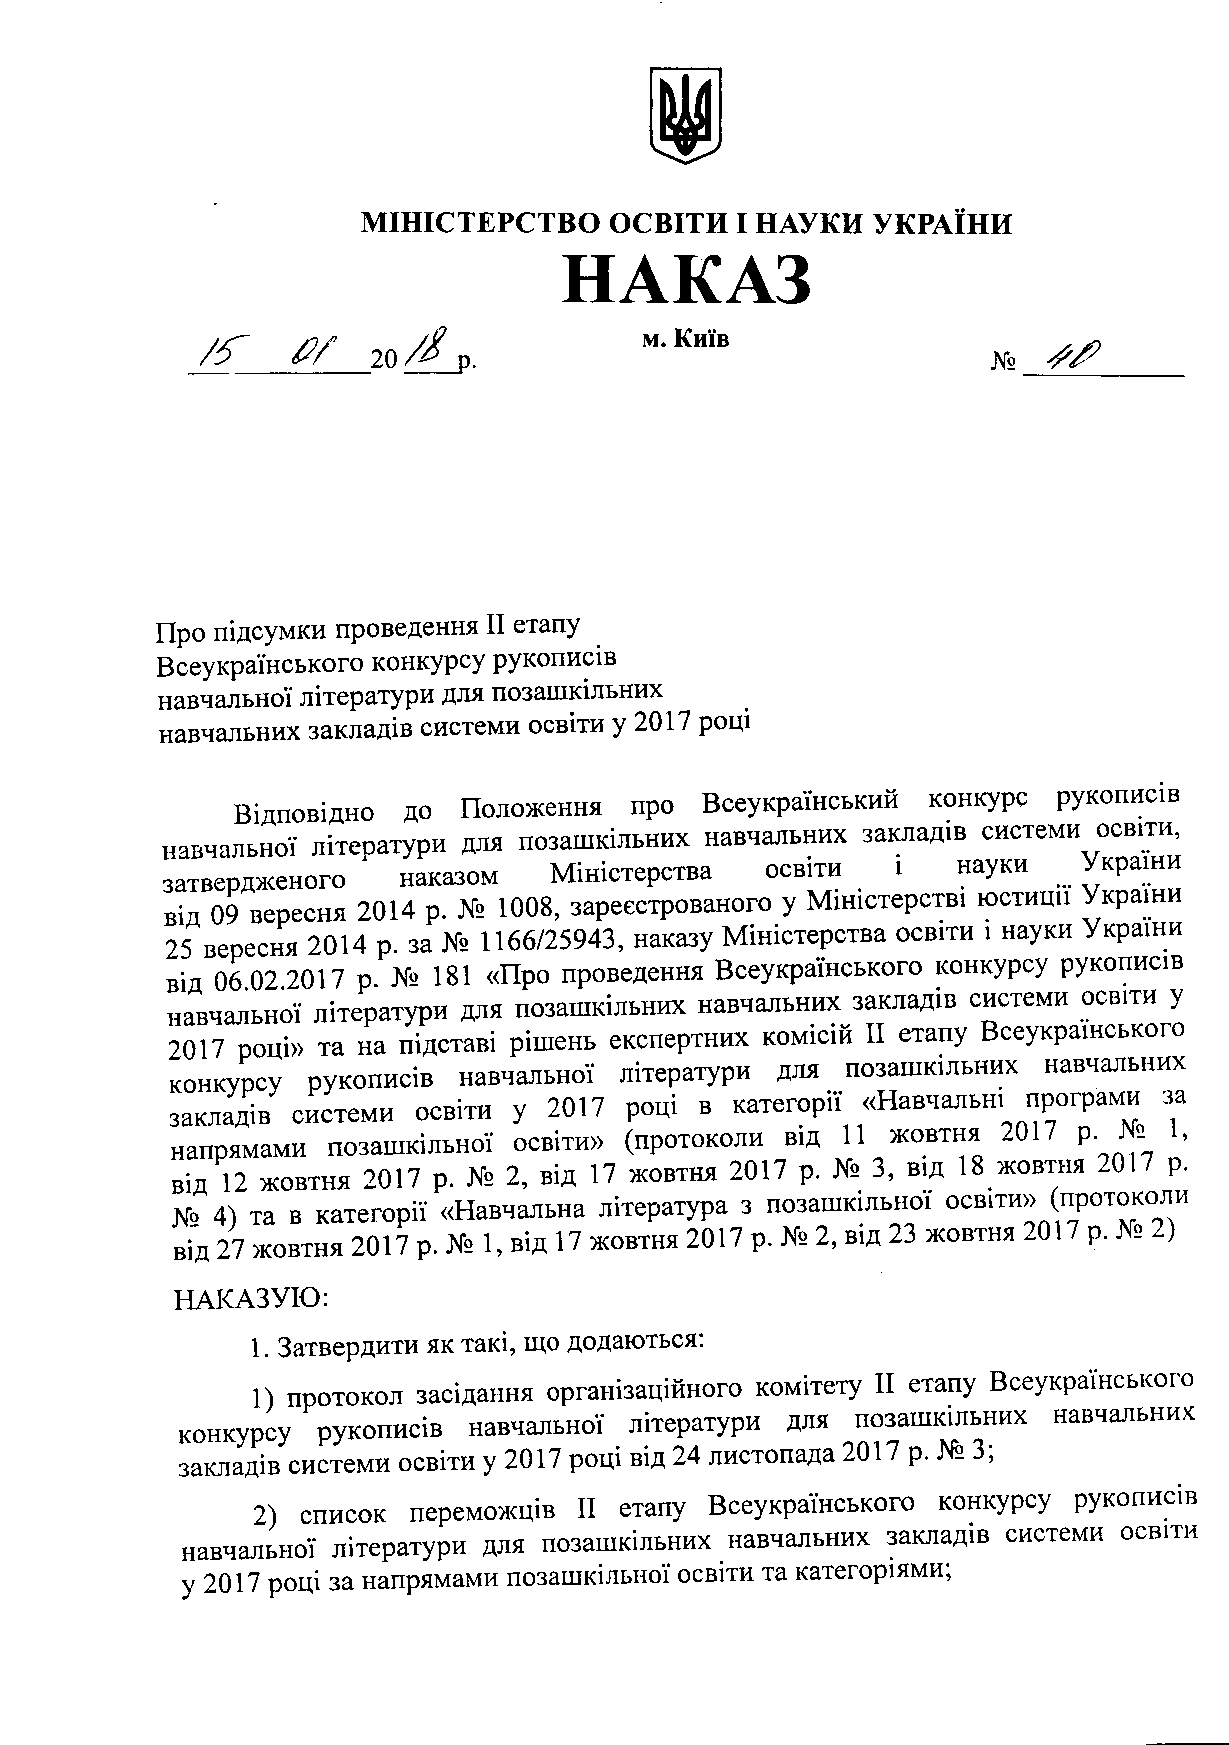 МІНІСТЕРСТВО ОСВІТИ І НАУКИ УКРАЇНИ
НАКАЗ
м. Київ
15 01 2018 р. № 40
Про підсумки проведення ІІ етапу
Всеукраїнського конкурсу рукописів
навчальної літератури для позашкільних
навчальних закладів системи освіти у 2017 році
Відповідно до Положення про Всеукраїнський конкурс рукописів
навчальної літератури для позашкільних навчальних закладів системи освіти,
затвердженого наказом Міністерства освіти і науки України
від 09 вересня 2014 р. № 1008, зареєстрованого у Міністерстві юстиції України
25 вересня 2014 р. за № 1166/25943, наказу Міністерства освіти і науки України
від 06.02.2017 р. № 181 «Про проведення Всеукраїнського конкурсу рукописів
навчальної літератури для позашкільних навчальних закладів системи освіти у
2017 році» та на підставі рішень експертних комісій ІІ етапу Всеукраїнського
конкурсу рукописів навчальної літератури для позашкільних навчальних
закладів системи освіти у 2017 році в категорії «Навчальні програми за
напрямами позашкільної освіти» (протоколи від 11 жовтня 2017 р. № 1,
від 12 жовтня 2017 р. № 2, від 17 жовтня 2017 р. № 3, від 18 жовтня 2017 р.
№ 4) та в категорії «Навчальна література з позашкільної освіти» (протоколи
від 27 жовтня 2017 р. № 1, від 17 жовтня 2017 р. № 2, від 23 жовтня 2017 р. № 2)
НАКАЗУЮ:
1. Затвердити як такі, що додаються:
1) протокол засідання організаційного комітету ІІ етапу Всеукраїнського
конкурсу рукописів навчальної літератури для позашкільних навчальних
закладів системи освіти у 2017 році від 24 листопада 2017 р. № 3;
2) список переможців ІІ етапу Всеукраїнського конкурсу рукописів
навчальної літератури для позашкільних навчальних закладів системи освіти
у 2017 році за напрямами позашкільної освіти та категоріями;